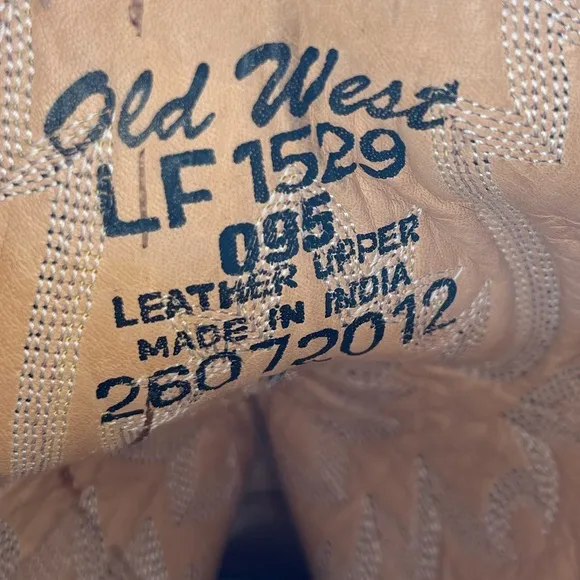 Old West
LF 1529
095
LEATHER UPPER
MADE IN INDIA
26072012